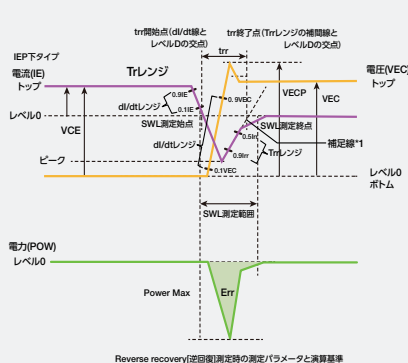 trr開始点(dI/dt線と
レベルDの交点)
trr終了点(Trrレンジの補間線と
レベルDの交点)
trr
IEP下タイプ
電流(IE)
トップ
Trレンジ
電圧(VEC)
トップ
0.9IE
dI/dtレンジ
0.1IE
0.9VEC
VECP
VEC
レベル0
SWL測定始点
SWL測定終点
VCE
dI/dtレンジ
0.5Irr
補足線*1
0.9Irr
Trrレンジ
ピーク
0.1VEC
レベル0
ボトム
SWL測定範囲
電力(POW)
レベル0
Power Max
Err
Reverse recovery[逆回復]測定時の測定パラメータと演算基準